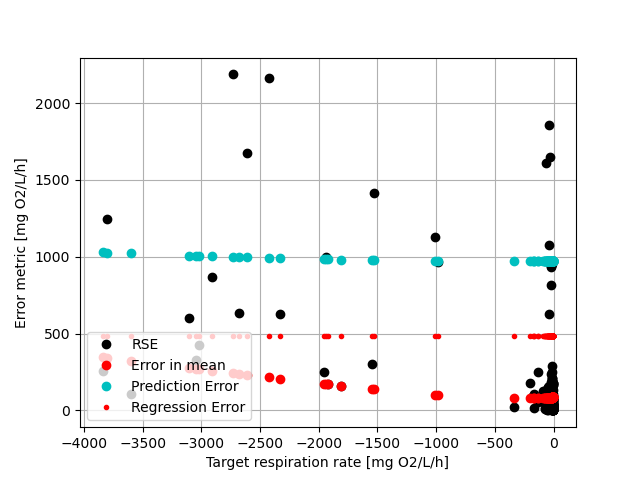 2000
1500
1000
500
0
Error metric [mg O2/L/h]
RSE
Error in mean
Prediction Error
Regression Error
−4000 −3500 −3000 −2500 −2000 −1500 −1000 −500 0
Target respiration rate [mg O2/L/h]